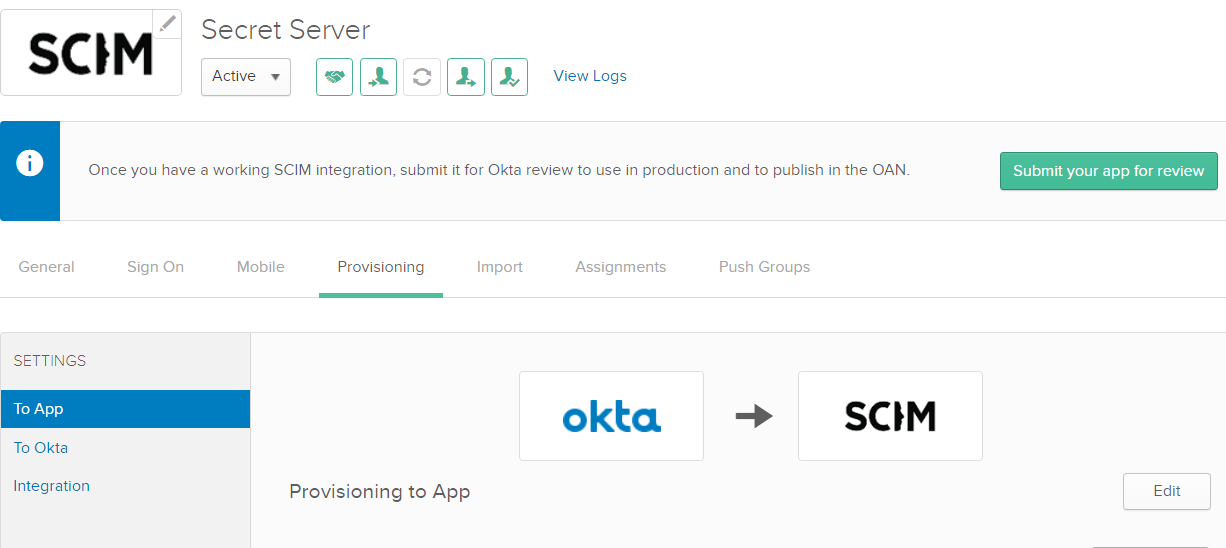 SCIM
Secret Server
Active
View Logs
i
Once you have a working SCIM integration, submit it for Okta review to use in production and to publish in the OAN.
Submit your app for review
General Sign On Mobile Provisioning Import Assignments Push Groups
SETTINGS
To App
To Okta
Integration
okta
SCIM
Provisioning to App
Edit